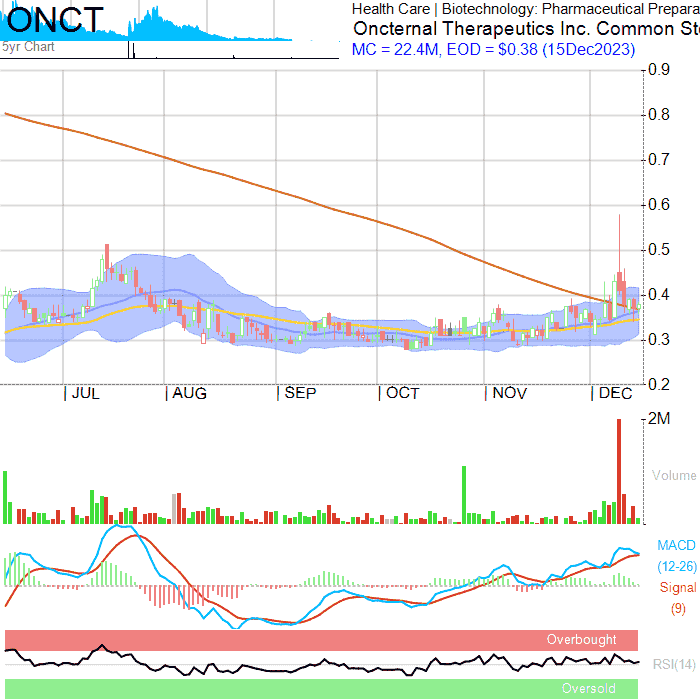 ONCT
Health Care | Biotechnology: Pharmaceutical Prepara
Oncternal Therapeutics Inc. Common Sto
5yr Chart
MC = 22.4M, EOD = $0.38 (15Dec2023)
0.9
0.8
0.7
0.6
0.5
0.4
0.3
0.2
| JUL | AUG | SEP | OCT | NOV | DEC
2M
Volume
MACD
(12-26)
Signal
(9)
Overbought
RSI(14)
Oversold